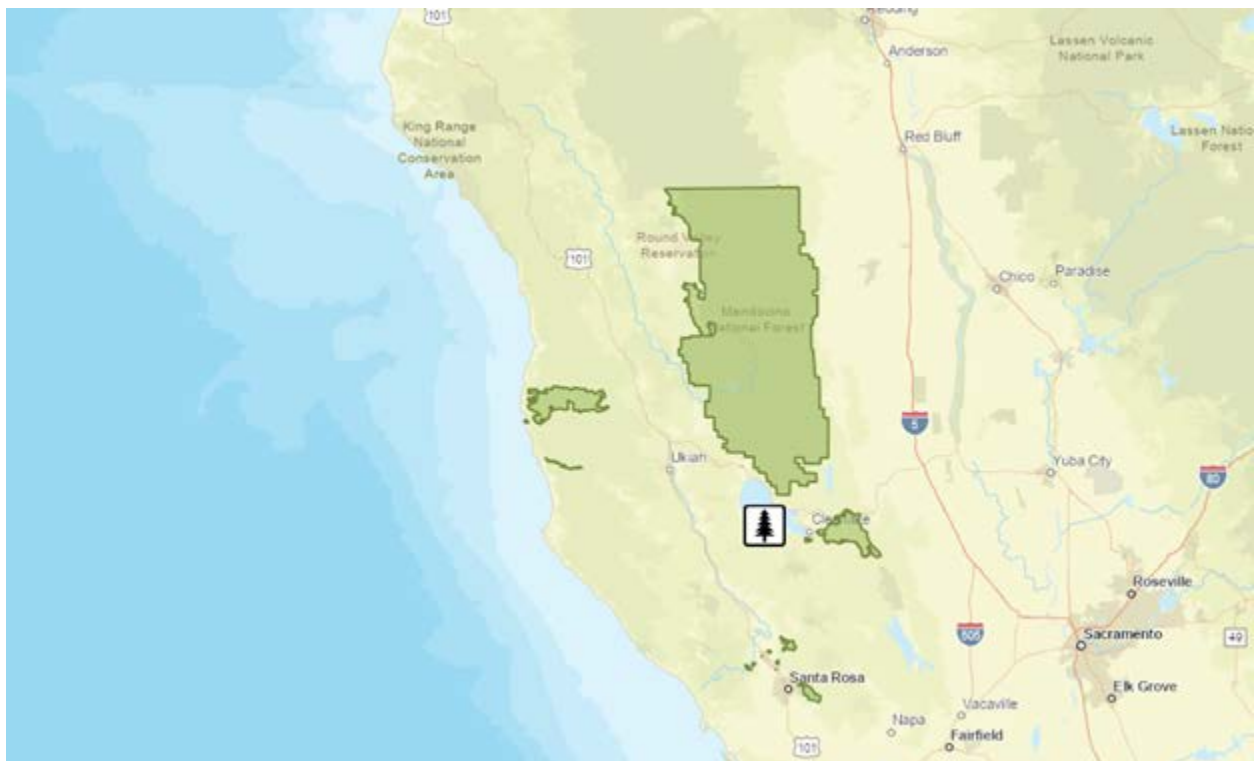 101
Redding
Anderson
Lassen Volcanic
National Park
King Range
National
Conservation
Area
Red Bluff
Lassen Natio
Forest
Round Valley
Reservation
101
Chico
Paradise
Mendocino
National Forest
5
Ukiah
Yuba City
80
Clearlake
Roseville
505
Sacramento
49
Santa Rosa
Elk Grove
Vacaville
Napa
Fairfield
101